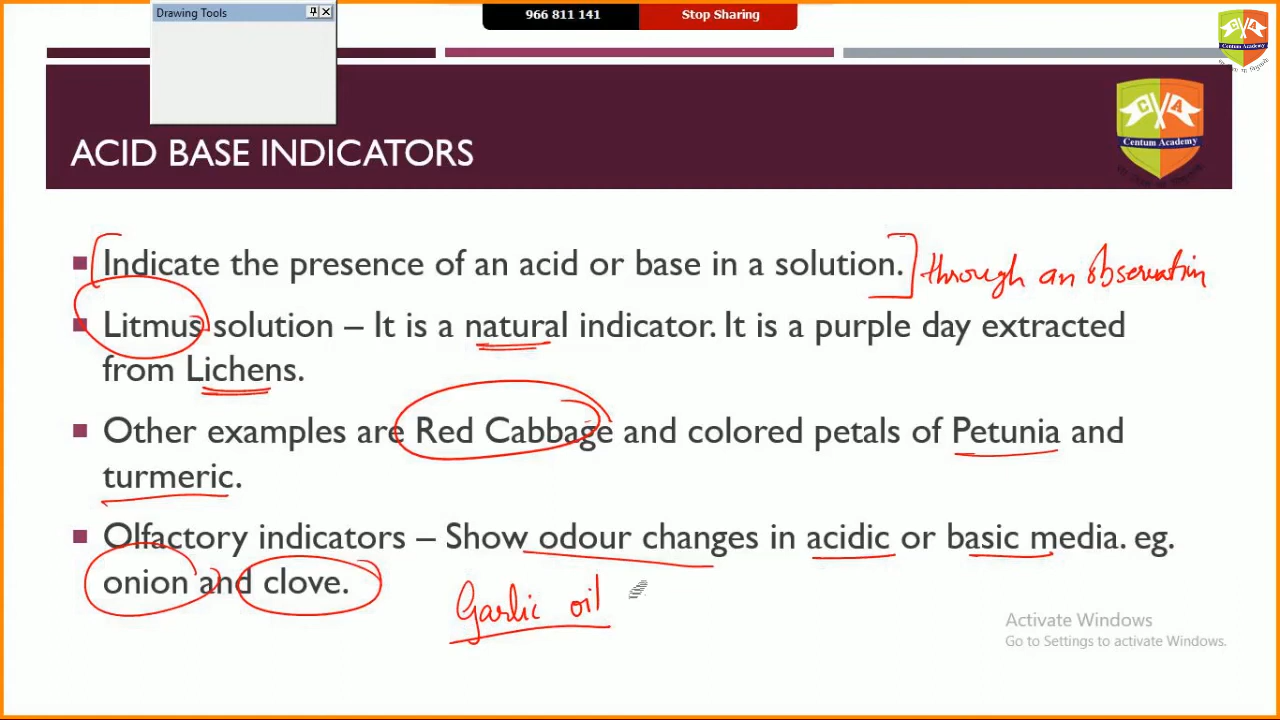 Drawing Tools
966 811 141 Stop Sharing
Centum Academy
ACID BASE INDICATORS
C A
Centum Academy
Indicate the presence of an acid or base in a solution. through an observation
Litmus solution – It is a natural indicator. It is a purple day extracted
from Lichens.
Other examples are Red Cabbage and colored petals of Petunia and
turmeric.
Olfactory indicators – Show odour changes in acidic or basic media. eg.
onion and clove.
Garlic oil
Activate Windows
Go to Settings to activate Windows.